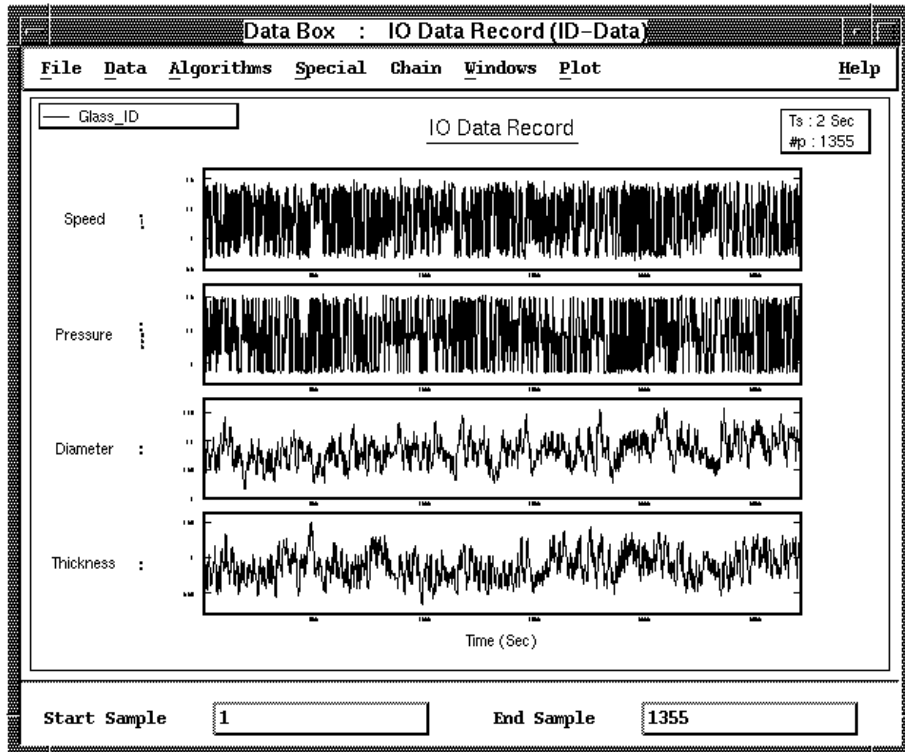 Data Box : IO Data Record (ID-Data)
File Data Algorithms Special Chain Windows Plot Help
Glass_ID
IO Data Record
Ts : 2 Sec
#p : 1355
Speed
Pressure
Diameter
Thickness
Time (Sec)
Start Sample 1 End Sample 1355